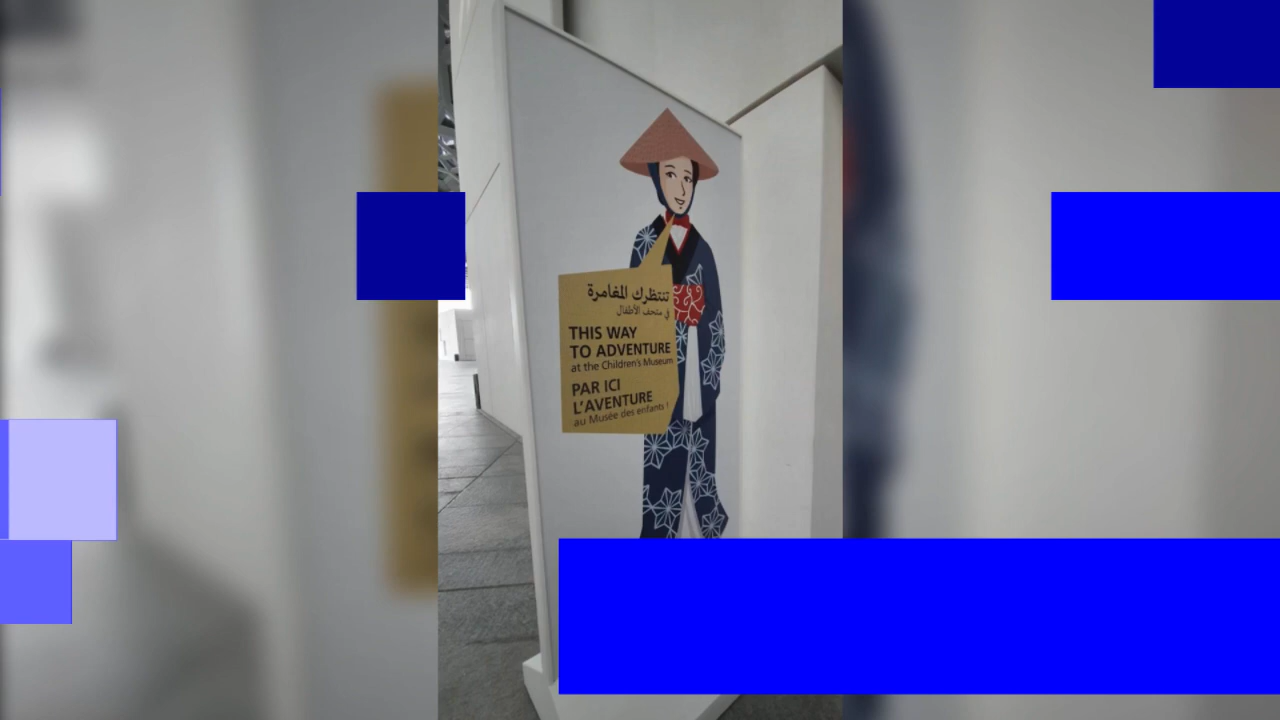 تنتظرك المغامرة
في متحف الأطفال
THIS WAY
TO ADVENTURE
at the Children's Museum
PAR ICI
L'AVENTURE
au Musée des enfants !